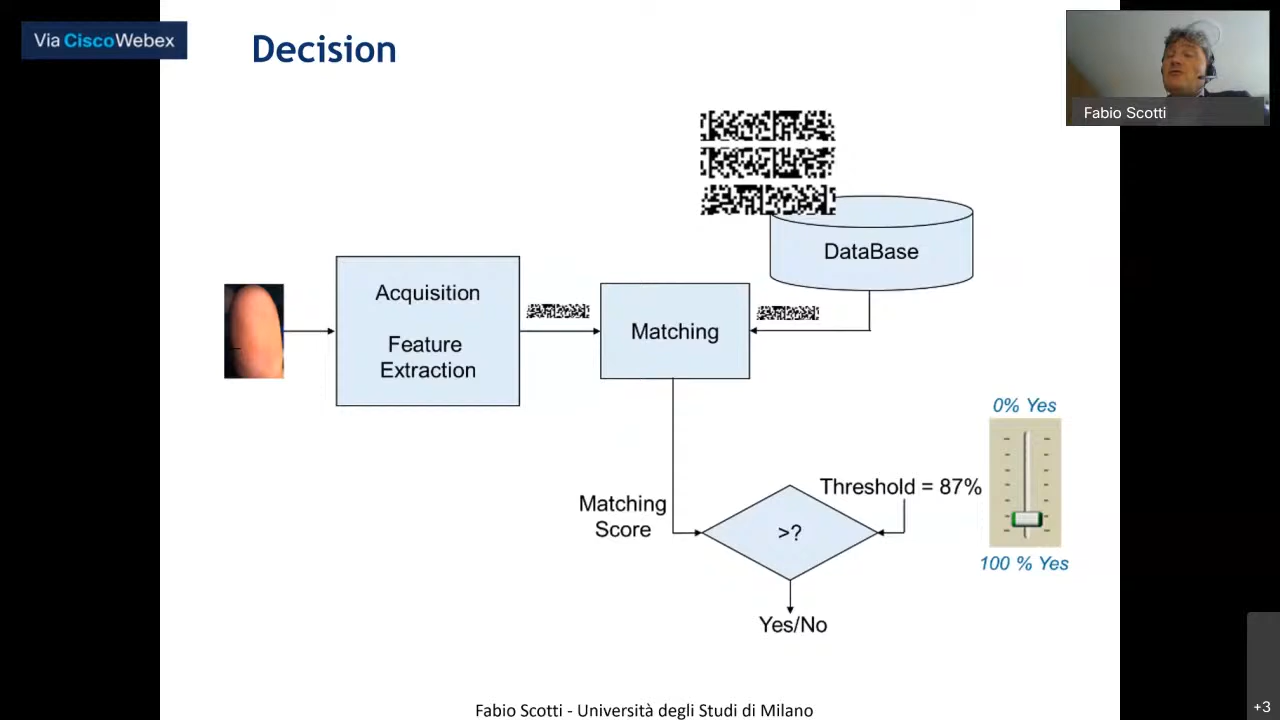 Via CiscoWebex
Decision
Fabio Scotti
DataBase
Acquisition
Feature
Extraction
Matching
0% Yes
Threshold = 87%
Matching
Score
>?
100 % Yes
Yes/No
Fabio Scotti - Università degli Studi di Milano
+3